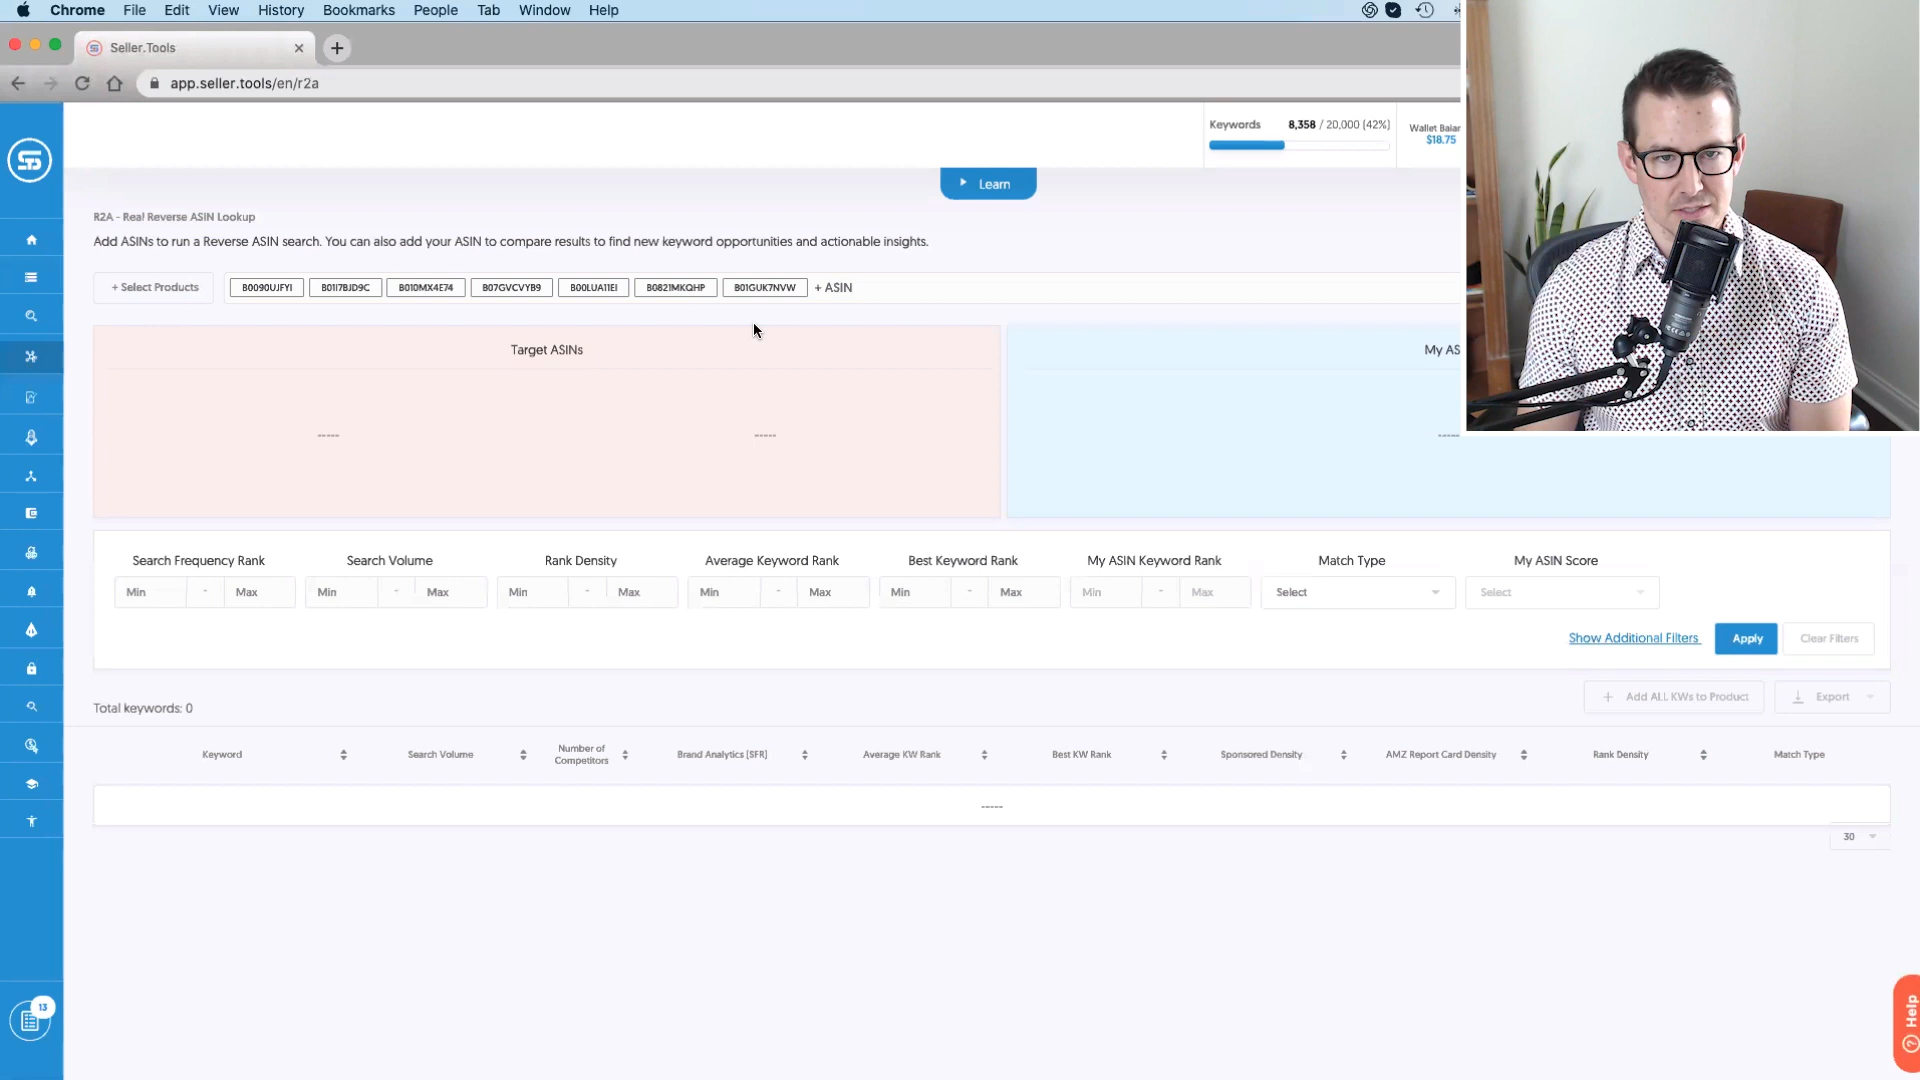 Chrome File Edit View History Bookmarks People Tab Window Help
Seller.Tools
app.seller.tools/en/r2a
Keywords 8,358 / 20,000 (42%)
Wallet Balan
$18.75
Learn
R2A - Real Reverse ASIN Lookup
Add ASINs to run a Reverse ASIN search. You can also add your ASIN to compare results to find new keyword opportunities and actionable insights.
+ Select Products B0090UJFYI B0117BJD9C B010MX4E74 B07GVCVYB9 B00LUA11EI B0821MKQHP B01GUK7NVW + ASIN
Target ASINs My AS
----- ----- -----
Search Frequency Rank Search Volume Rank Density Average Keyword Rank Best Keyword Rank My ASIN Keyword Rank Match Type My ASIN Score
Min - Max Min - Max Min - Max Min - Max Min - Max Min - Max Select Select
Show Additional Filters Apply Clear Filters
+ Add ALL KWs to Product Export
Total keywords: 0
Keyword Search Volume Number of Competitors Brand Analytics [SFR] Average KW Rank Best KW Rank Sponsored Density AMZ Report Card Density Rank Density Match Type
-----
30
13
Help